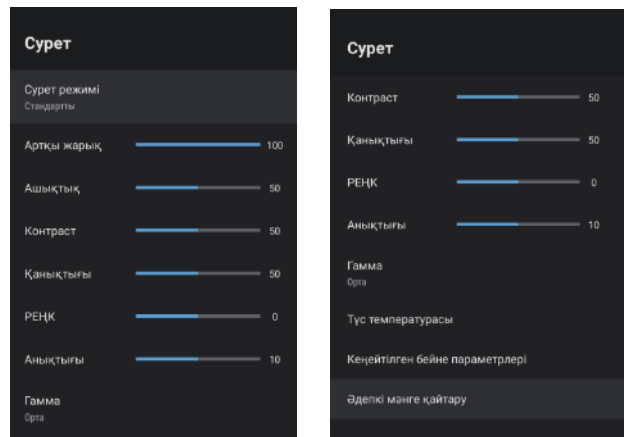 Сурет
Сурет режимі
Стандартты
Артқы жарық 100
Ашықтық 50
Контраст 50
Қанықтығы 50
РЕҢК 0
Анықтығы 10
Гамма
Орта
Сурет
Контраст 50
Қанықтығы 50
РЕҢК 0
Анықтығы 10
Гамма
Орта
Түс температурасы
Кеңейтілген бейне параметрлері
Әдепкі мәнге қайтару